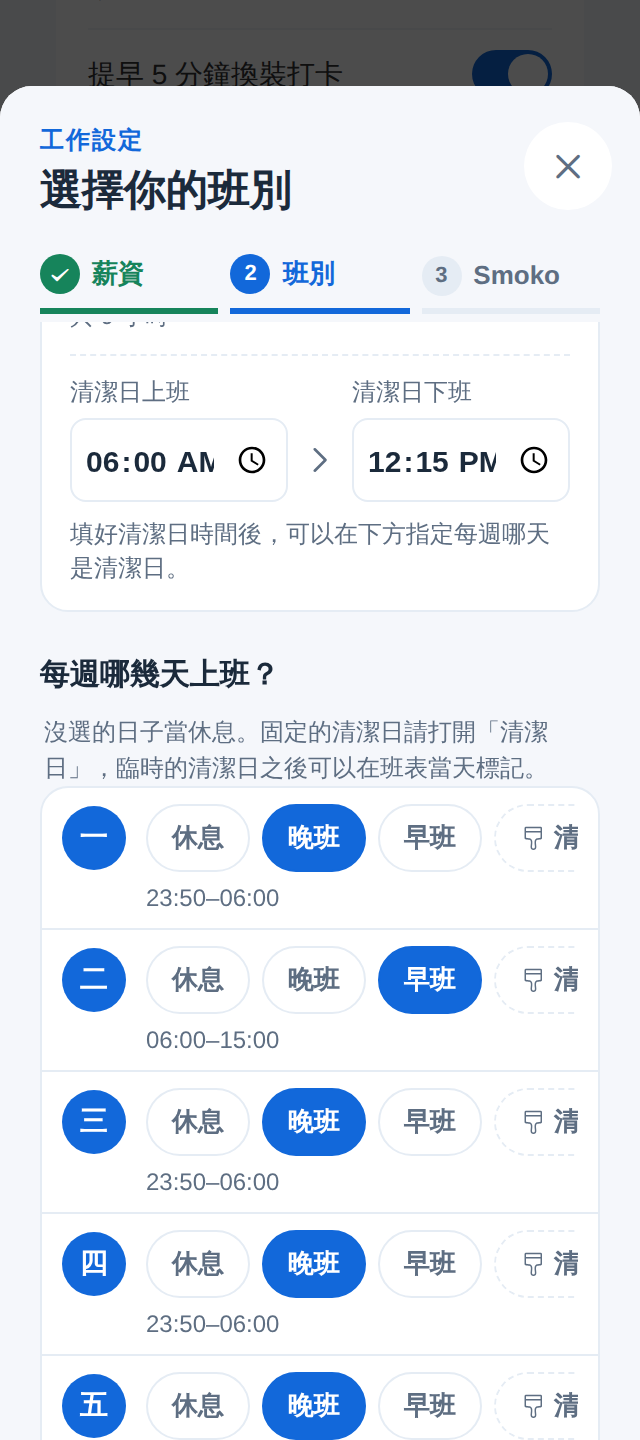 提早 5 分鐘換裝打卡
工作設定
選擇你的班別
薪資
2 班別
3 Smoko
清潔日上班 清潔日下班
06:00 AM 12:15 PM
填好清潔日時間後，可以在下方指定每週哪天
是清潔日。
每週哪幾天上班？
沒選的日子當休息。固定的清潔日請打開「清潔
日」，臨時的清潔日之後可以在班表當天標記。
一 休息 晚班 早班 清
23:50–06:00
二 休息 晚班 早班 清
06:00–15:00
三 休息 晚班 早班 清
23:50–06:00
四 休息 晚班 早班 清
23:50–06:00
五 休息 晚班 早班 清